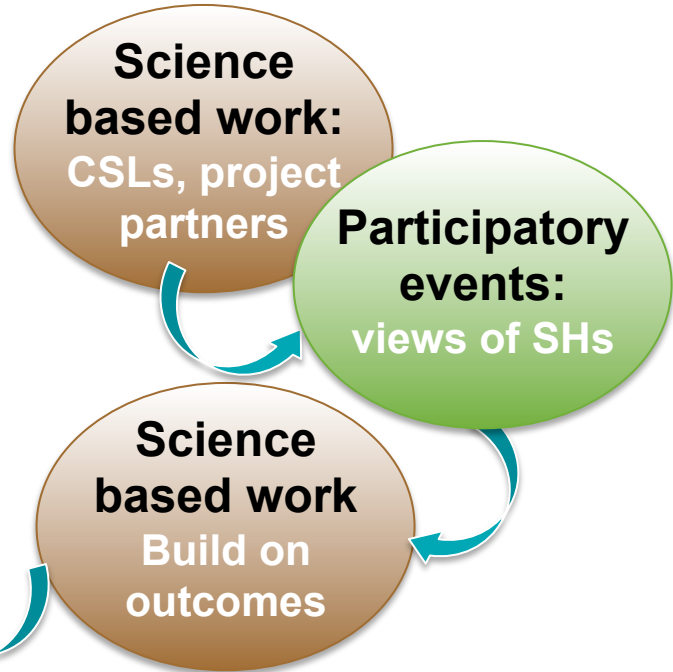 Science
based work:
CSLs, project
partners
Participatory
events:
views of SHs
Science
based work
Build on
outcomes